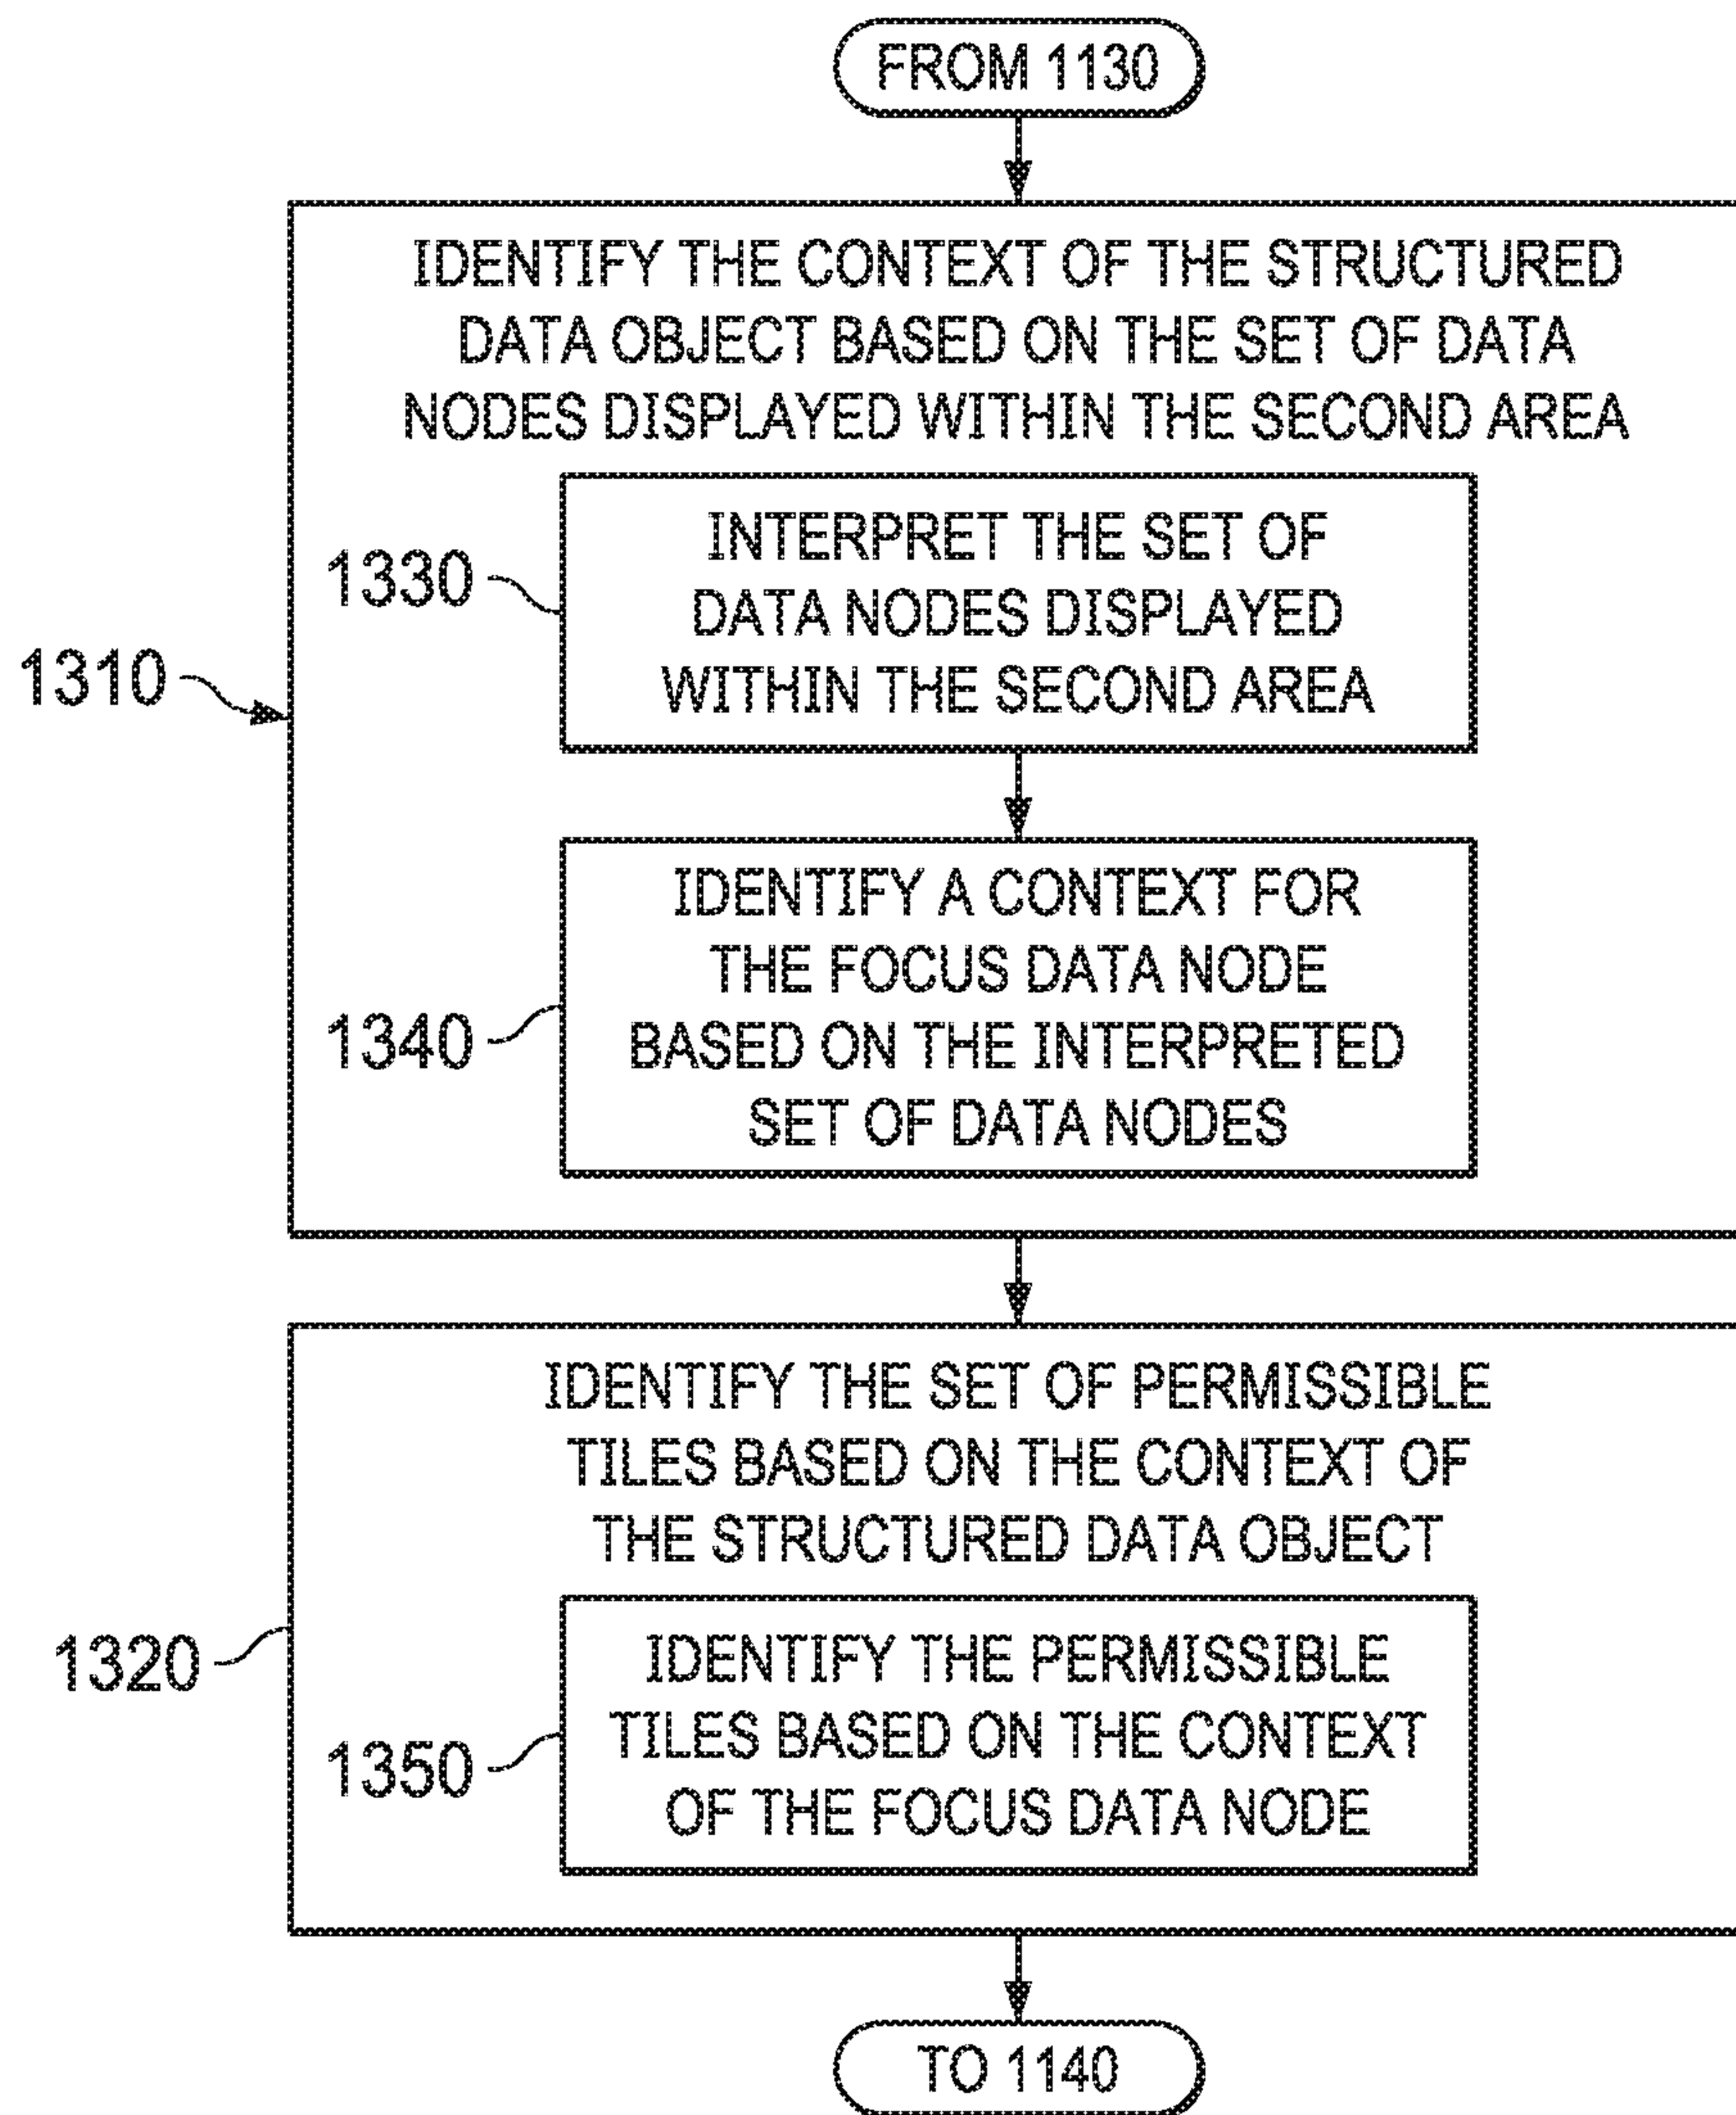 FROM 1130
IDENTIFY THE CONTEXT OF THE STRUCTURED
DATA OBJECT BASED ON THE SET OF DATA
NODES DISPLAYED WITHIN THE SECOND AREA
1310
1330
INTERPRET THE SET OF
DATA NODES DISPLAYED
WITHIN THE SECOND AREA
1340
IDENTIFY A CONTEXT FOR
THE FOCUS DATA NODE
BASED ON THE INTERPRETED
SET OF DATA NODES
1320
IDENTIFY THE SET OF PERMISSIBLE
TILES BASED ON THE CONTEXT OF
THE STRUCTURED DATA OBJECT
1350
IDENTIFY THE PERMISSIBLE
TILES BASED ON THE CONTEXT
OF THE FOCUS DATA NODE
TO 1140